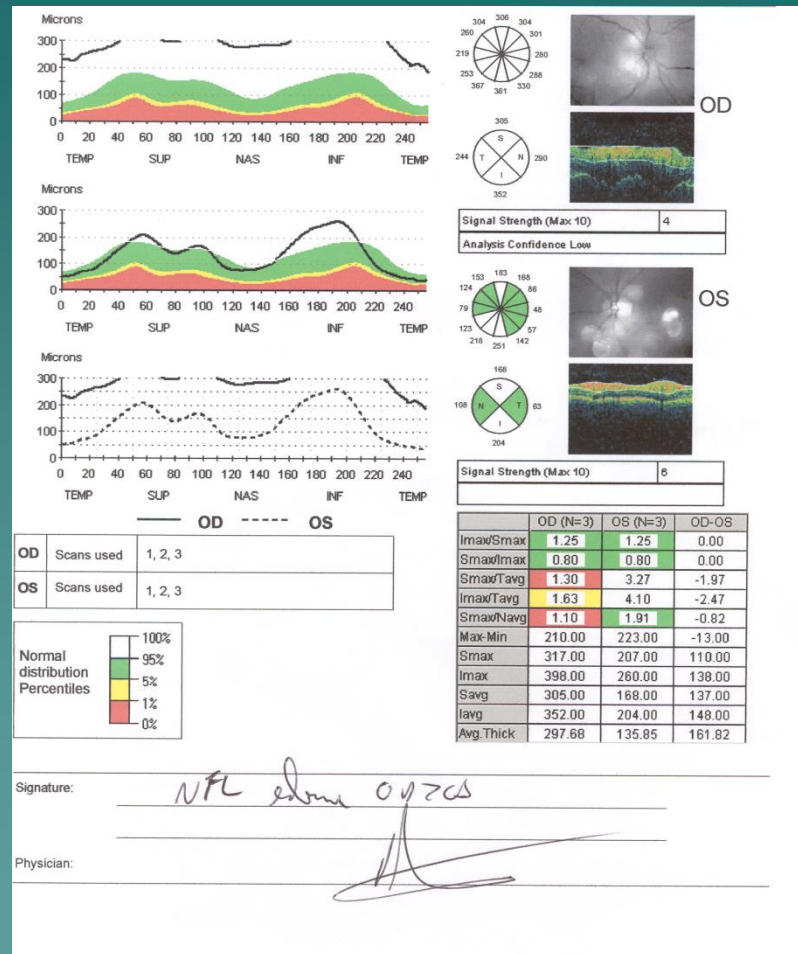 Microns
300
200
100
0
0 20 40 60 80 100 120 140 160 180 200 220 240
TEMP SUP NAS INF TEMP
Microns
300
200
100
0
0 20 40 60 80 100 120 140 160 180 200 220 240
TEMP SUP NAS INF TEMP
Microns
300
200
100
0
0 20 40 60 80 100 120 140 160 180 200 220 240
TEMP SUP NAS INF TEMP
OD OS
OD Scans used 1, 2, 3
OS Scans used 1, 2, 3
Normal distribution Percentiles
100%
95%
5%
1%
0%
304 306 304
260 301
219 280
253 288
367 361 330
OD
305
244 T S N I 290
352
Signal Strength (Max 10) 4
Analysis Confidence Low
153 183 168
124 86
79 48
123 57
218 251 142
OS
168
108 N S T I 63
204
Signal Strength (Max 10) 6
OD (N=3) OS (N=3) OD-OS
Imax/Smax 1.25 1.25 0.00
Smax/Imax 0.80 0.80 0.00
Smax/Tavg 1.30 3.27 -1.97
Imax/Tavg 1.63 4.10 -2.47
Smax/Navg 1.10 1.91 -0.82
Max-Min 210.00 223.00 -13.00
Smax 317.00 207.00 110.00
Imax 398.00 260.00 138.00
Savg 305.00 168.00 137.00
Iavg 352.00 204.00 148.00
Avg.Thick 297.68 135.85 161.82
Signature: NFL edema OD>OS
Physician: